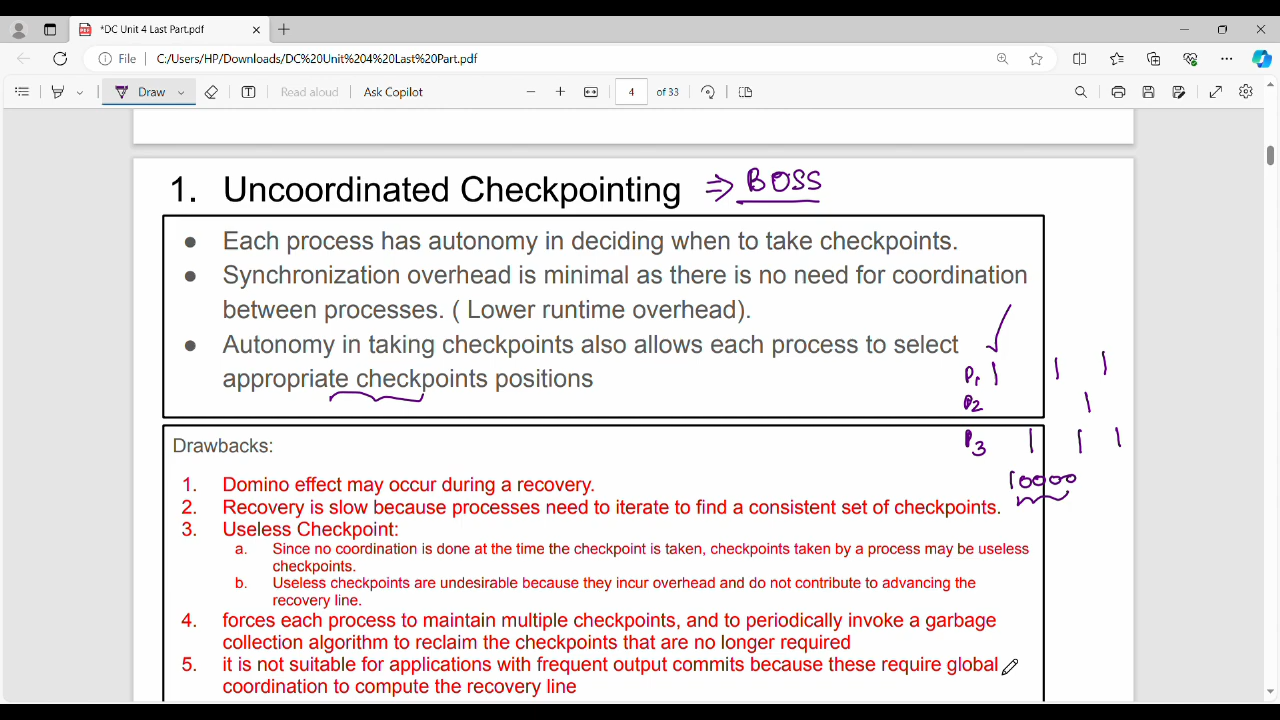 *DC Unit 4 Last Part.pdf
File C:/Users/HP/Downloads/DC%20Unit%204%20Last%20Part.pdf
Draw Read aloud Ask Copilot 4 of 33
1. Uncoordinated Checkpointing ⇒ BOSS
● Each process has autonomy in deciding when to take checkpoints.
● Synchronization overhead is minimal as there is no need for coordination
between processes. ( Lower runtime overhead).
● Autonomy in taking checkpoints also allows each process to select
appropriate checkpoints positions
P1
P2
P3
10000
Drawbacks:
1. Domino effect may occur during a recovery.
2. Recovery is slow because processes need to iterate to find a consistent set of checkpoints.
3. Useless Checkpoint:
a. Since no coordination is done at the time the checkpoint is taken, checkpoints taken by a process may be useless
checkpoints.
b. Useless checkpoints are undesirable because they incur overhead and do not contribute to advancing the
recovery line.
4. forces each process to maintain multiple checkpoints, and to periodically invoke a garbage
collection algorithm to reclaim the checkpoints that are no longer required
5. it is not suitable for applications with frequent output commits because these require global
coordination to compute the recovery line